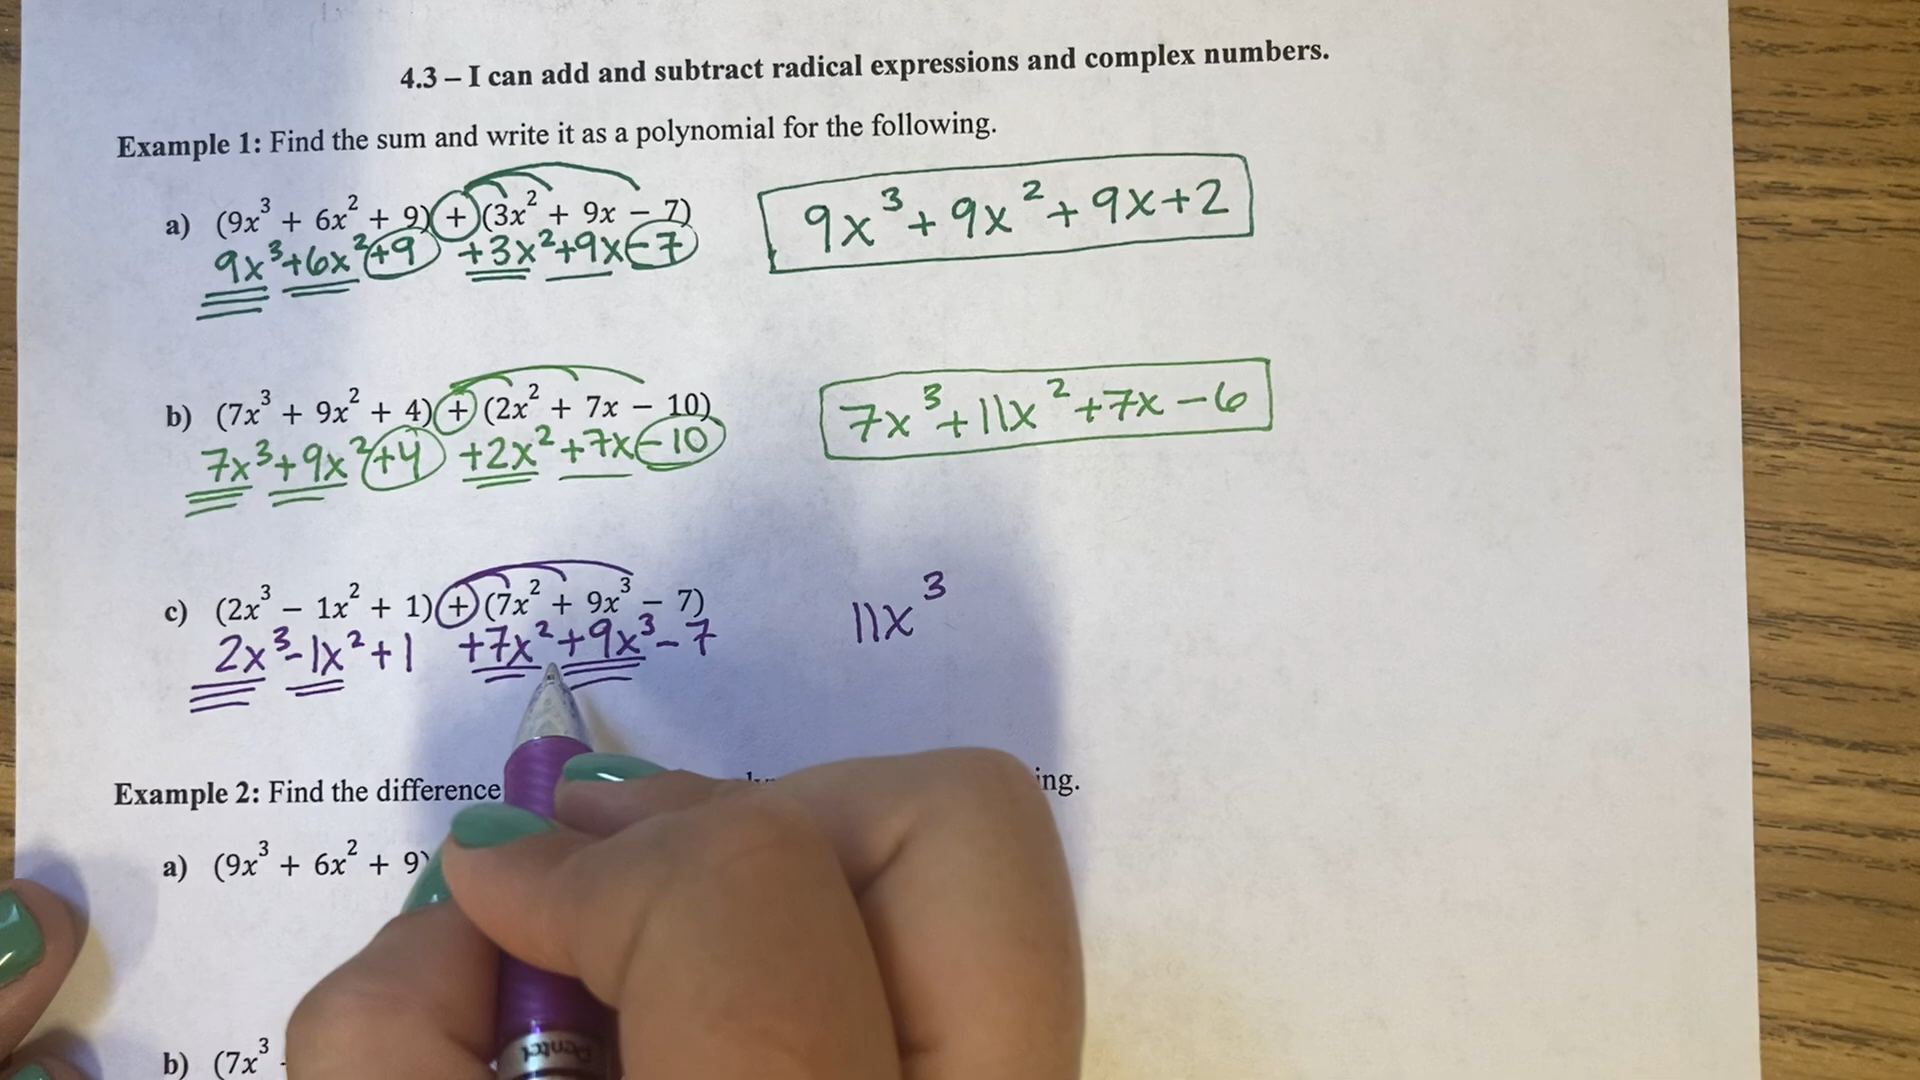 4.3 – I can add and subtract radical expressions and complex numbers.
Example 1: Find the sum and write it as a polynomial for the following.
a) (9x³ + 6x² + 9) + (3x² + 9x − 7)
9x³+6x²+9 +3x²+9x−7
9x³+9x²+9x+2
b) (7x³ + 9x² + 4) + (2x² + 7x − 10)
7x³+9x²+4 +2x²+7x−10
7x³+11x²+7x−6
c) (2x³ − 1x² + 1) + (7x² + 9x³ − 7)
2x³−1x²+1 +7x²+9x³−7
11x³
Example 2: Find the difference ing.
a) (9x³ + 6x² + 9)
b) (7x³
Pentel